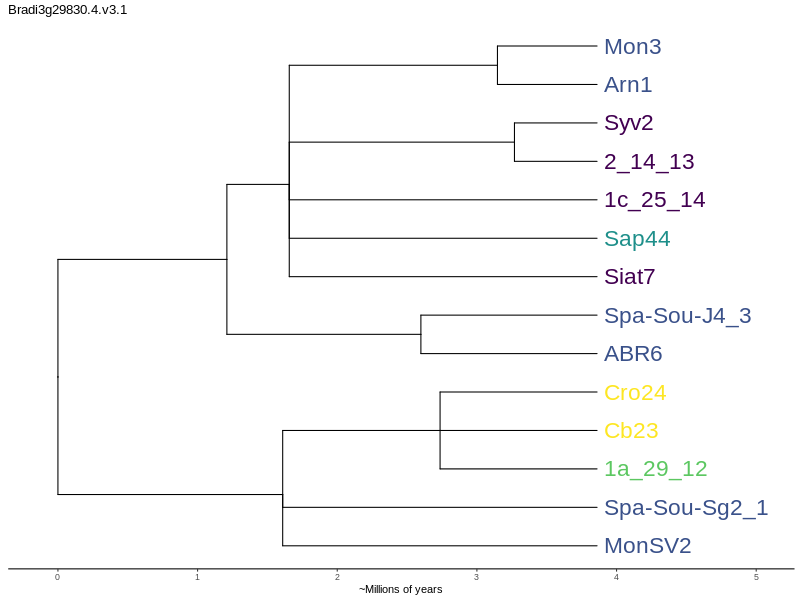 Bradi3g29830.4.v3.1
Mon3
Arn1
Syv2
2_14_13
1c_25_14
Sap44
Siat7
Spa-Sou-J4_3
ABR6
Cro24
Cb23
1a_29_12
Spa-Sou-Sg2_1
MonSV2
0 1 2 3 4 5
~Millions of years